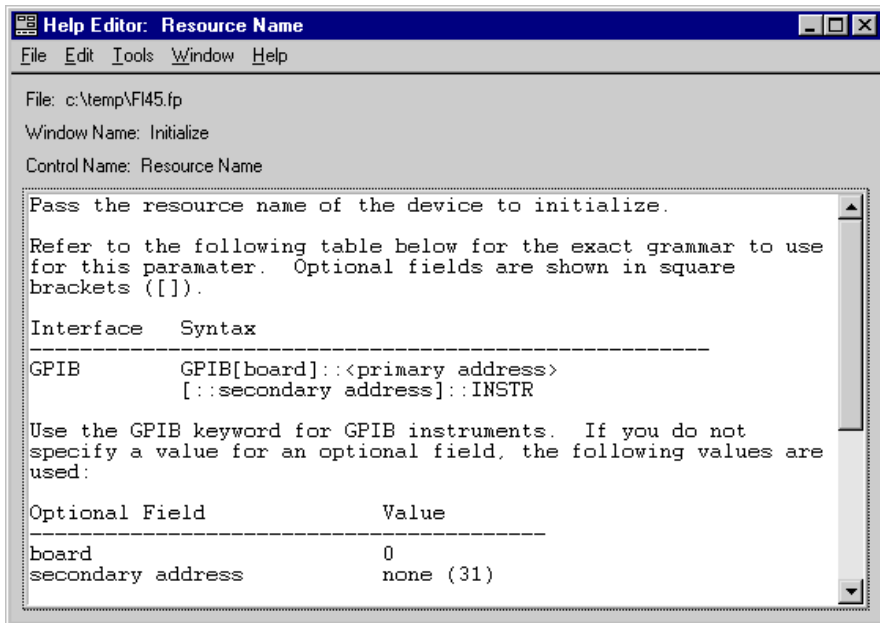 Help Editor: Resource Name
File Edit Tools Window Help
File: c:\temp\Fl45.fp
Window Name: Initialize
Control Name: Resource Name
Pass the resource name of the device to initialize.
Refer to the following table below for the exact grammar to use
for this paramater. Optional fields are shown in square
brackets ([]).
Interface Syntax
------------------------------------------------------
GPIB GPIB[board]::<primary address>
[::secondary address]::INSTR
Use the GPIB keyword for GPIB instruments. If you do not
specify a value for an optional field, the following values are
used:
Optional Field Value
-----------------------------------------
board 0
secondary address none (31)